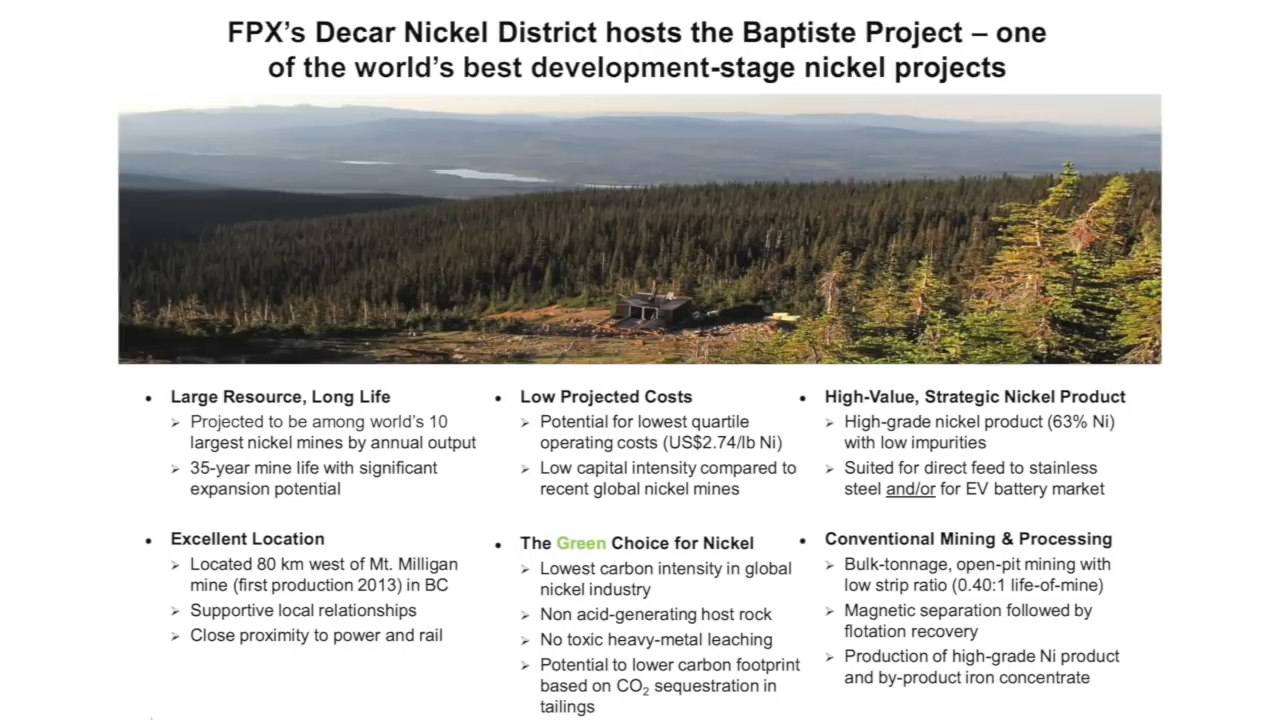 FPX's Decar Nickel District hosts the Baptiste Project – one
of the world's best development-stage nickel projects
• Large Resource, Long Life
➢ Projected to be among world's 10
largest nickel mines by annual output
➢ 35-year mine life with significant
expansion potential
• Low Projected Costs
➢ Potential for lowest quartile
operating costs (US$2.74/lb Ni)
➢ Low capital intensity compared to
recent global nickel mines
• High-Value, Strategic Nickel Product
➢ High-grade nickel product (63% Ni)
with low impurities
➢ Suited for direct feed to stainless
steel and/or for EV battery market
• Excellent Location
➢ Located 80 km west of Mt. Milligan
mine (first production 2013) in BC
➢ Supportive local relationships
➢ Close proximity to power and rail
• The Green Choice for Nickel
➢ Lowest carbon intensity in global
nickel industry
➢ Non acid-generating host rock
➢ No toxic heavy-metal leaching
➢ Potential to lower carbon footprint
based on CO₂ sequestration in
tailings
• Conventional Mining & Processing
➢ Bulk-tonnage, open-pit mining with
low strip ratio (0.40:1 life-of-mine)
➢ Magnetic separation followed by
flotation recovery
➢ Production of high-grade Ni product
and by-product iron concentrate